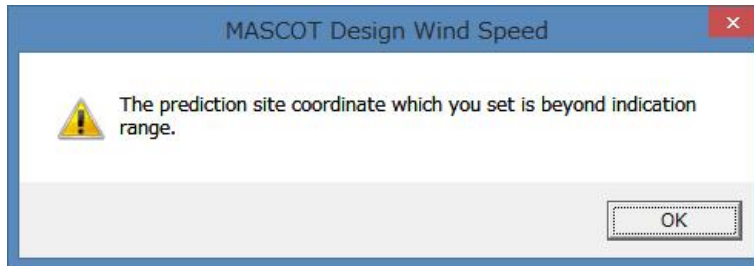 MASCOT Design Wind Speed
The prediction site coordinate which you set is beyond indication
range.
OK